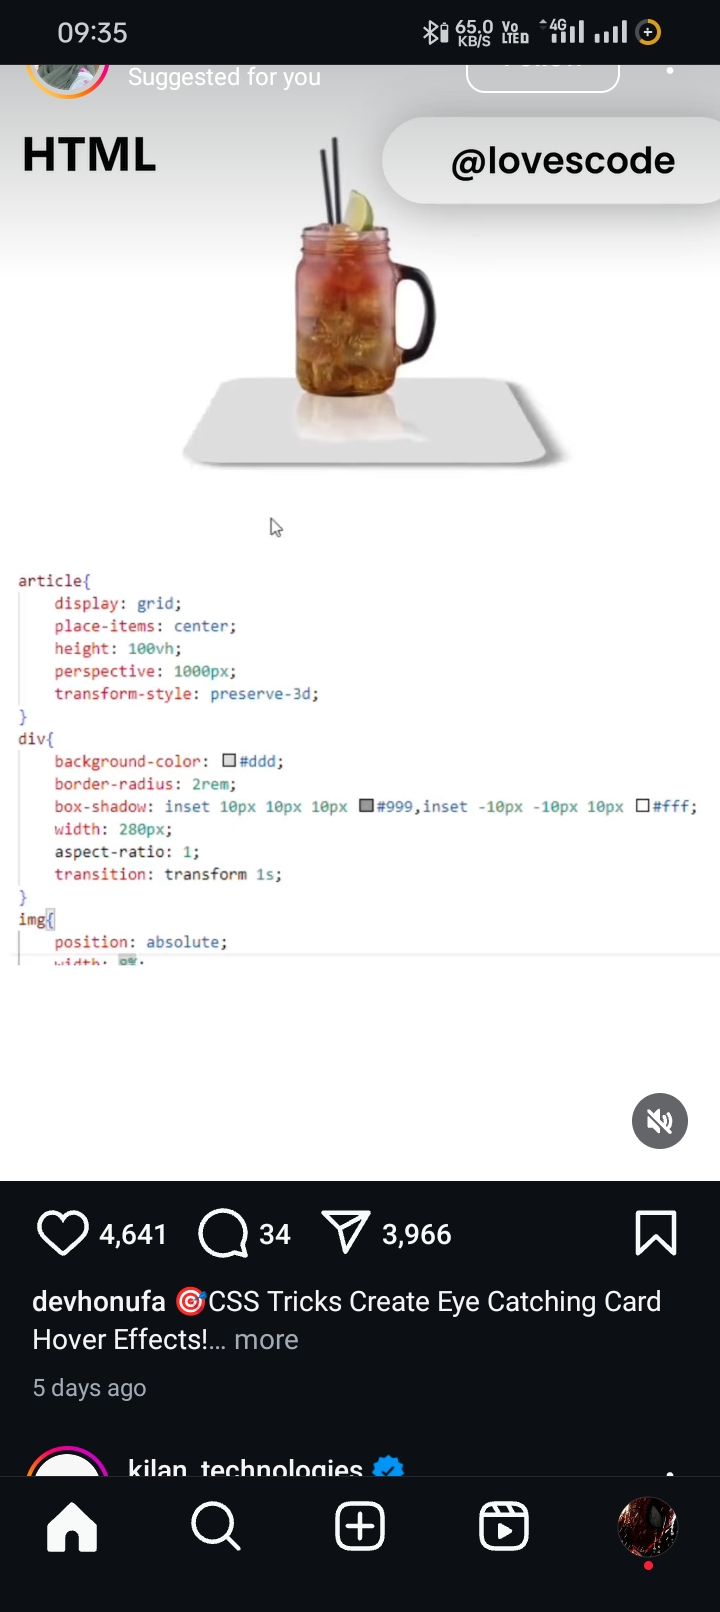 09:35
65.0 KB/S
Vo LTE
4G
Suggested for you
HTML
@lovescode
article{
display: grid;
place-items: center;
height: 100vh;
perspective: 1000px;
transform-style: preserve-3d;
}
div{
background-color: #ddd;
border-radius: 2rem;
box-shadow: inset 10px 10px 10px #999,inset -10px -10px 10px #fff;
width: 280px;
aspect-ratio: 1;
transition: transform 1s;
}
img{
position: absolute;
4,641
34
3,966
devhonufa 🎯CSS Tricks Create Eye Catching Card
Hover Effects!... more
5 days ago
kilan_technologies